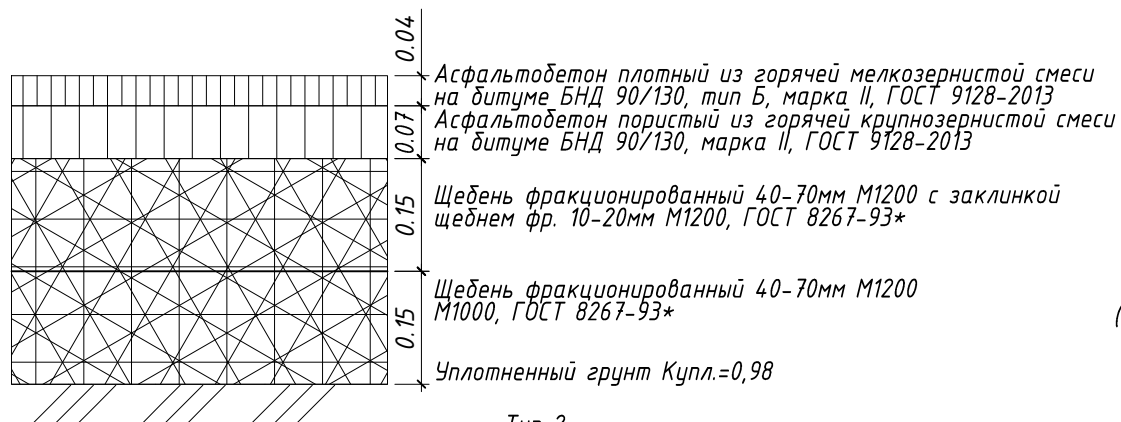 0.04
Асфальтобетон плотный из горячей мелкозернистой смеси
на битуме БНД 90/130, тип Б, марка II, ГОСТ 9128-2013
0.07
Асфальтобетон пористый из горячей крупнозернистой смеси
на битуме БНД 90/130, марка II, ГОСТ 9128-2013
0.15
Щебень фракционированный 40-70мм М1200 с заклинкой
щебнем фр. 10-20мм М1200, ГОСТ 8267-93*
0.15
Щебень фракционированный 40-70мм М1200
М1000, ГОСТ 8267-93*
(
Уплотненный грунт Купл.=0,98